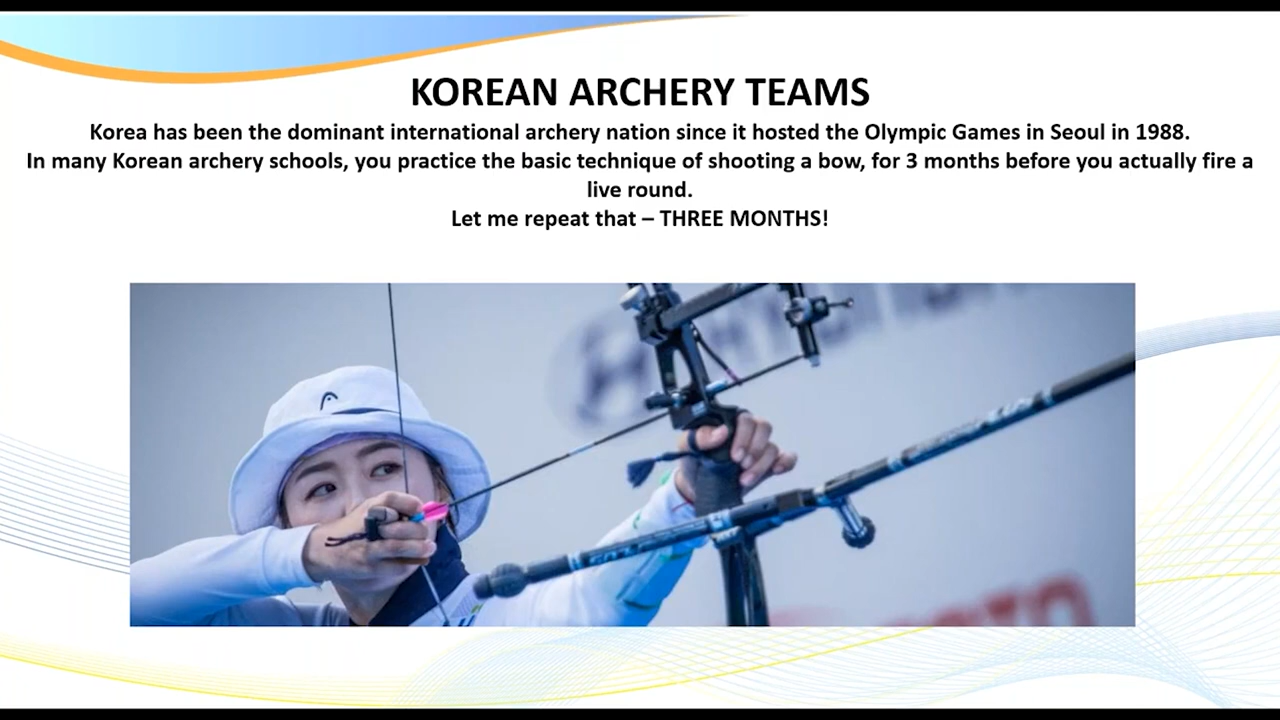 KOREAN ARCHERY TEAMS
Korea has been the dominant international archery nation since it hosted the Olympic Games in Seoul in 1988.
In many Korean archery schools, you practice the basic technique of shooting a bow, for 3 months before you actually fire a
live round.
Let me repeat that – THREE MONTHS!